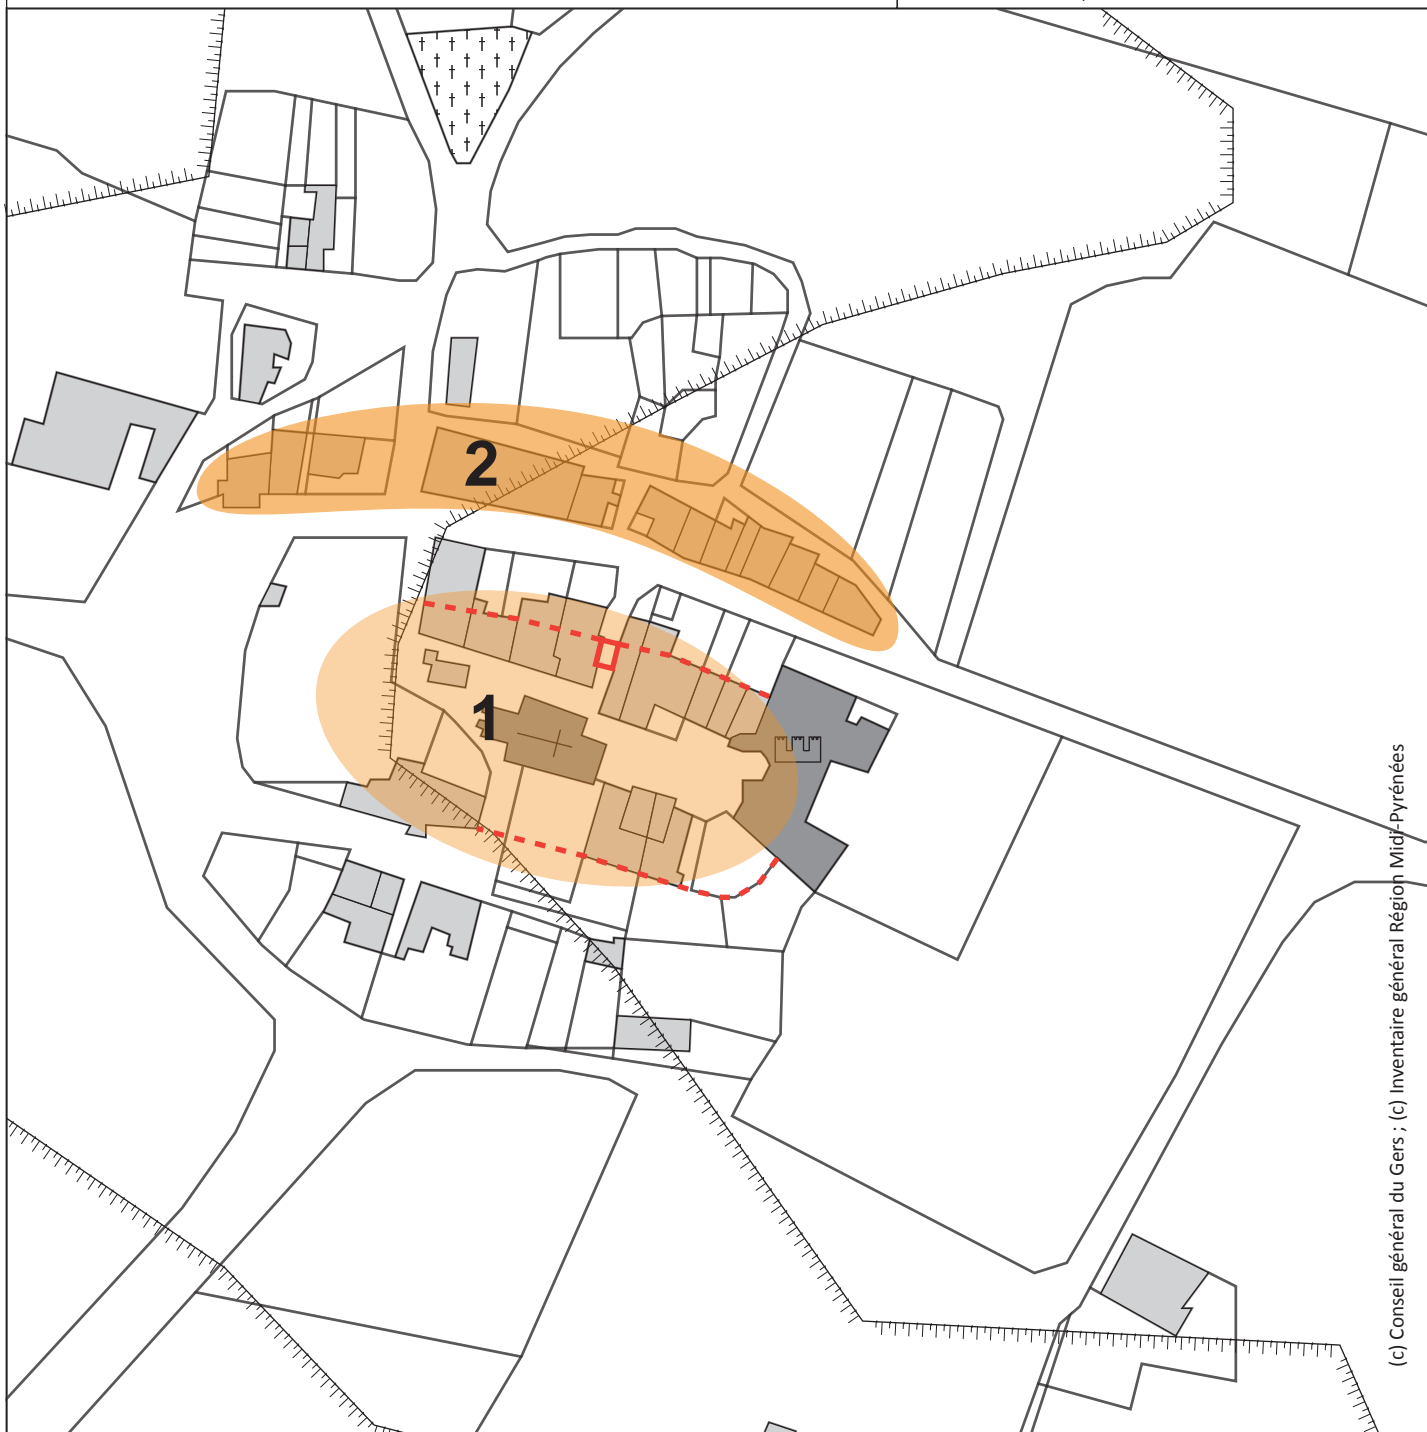 2
1
(c) Conseil général du Gers ; (c) Inventaire général Région Midi-Pyrénées